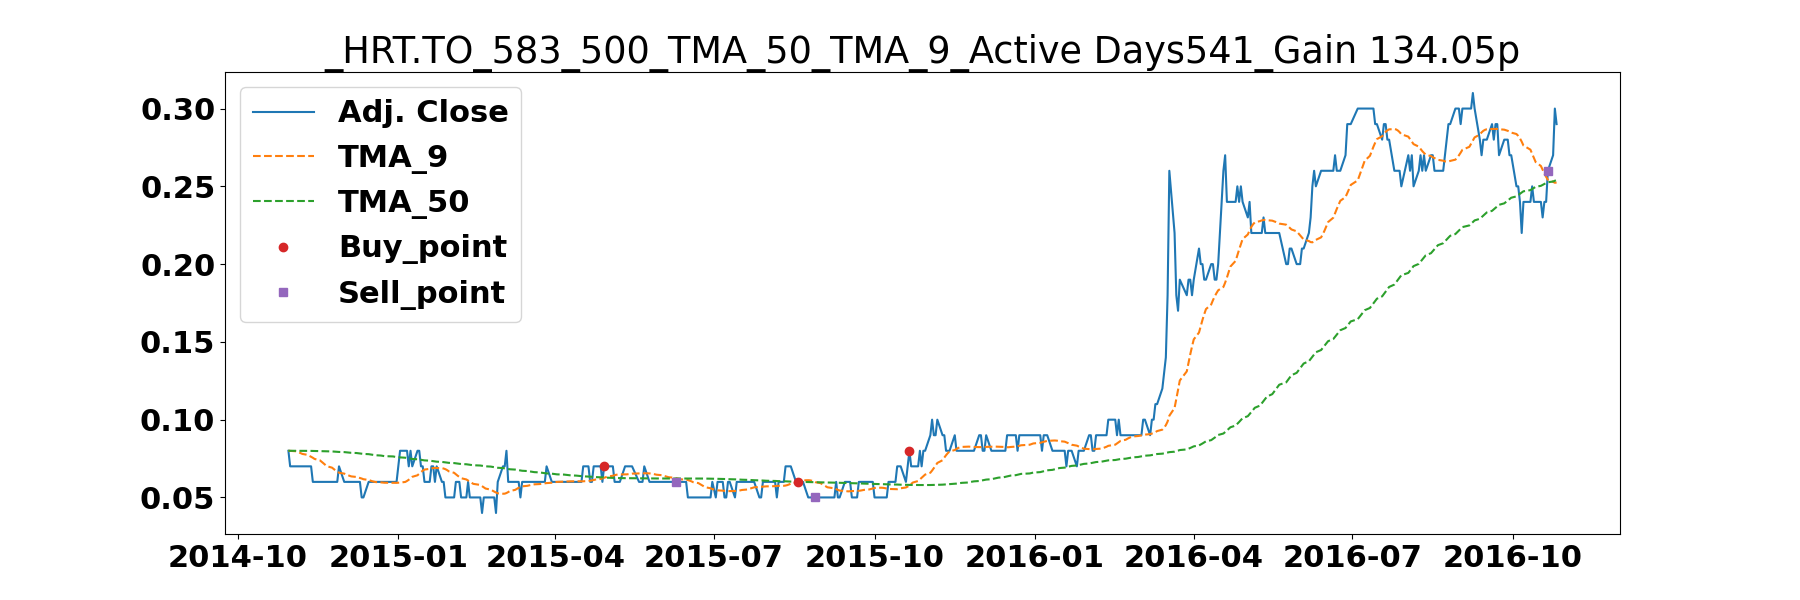 _HRT.TO_583_500_TMA_50_TMA_9_Active Days541_Gain 134.05p
Adj. Close
TMA_9
TMA_50
Buy_point
Sell_point
0.30
0.25
0.20
0.15
0.10
0.05
2014-10 2015-01 2015-04 2015-07 2015-10 2016-01 2016-04 2016-07 2016-10